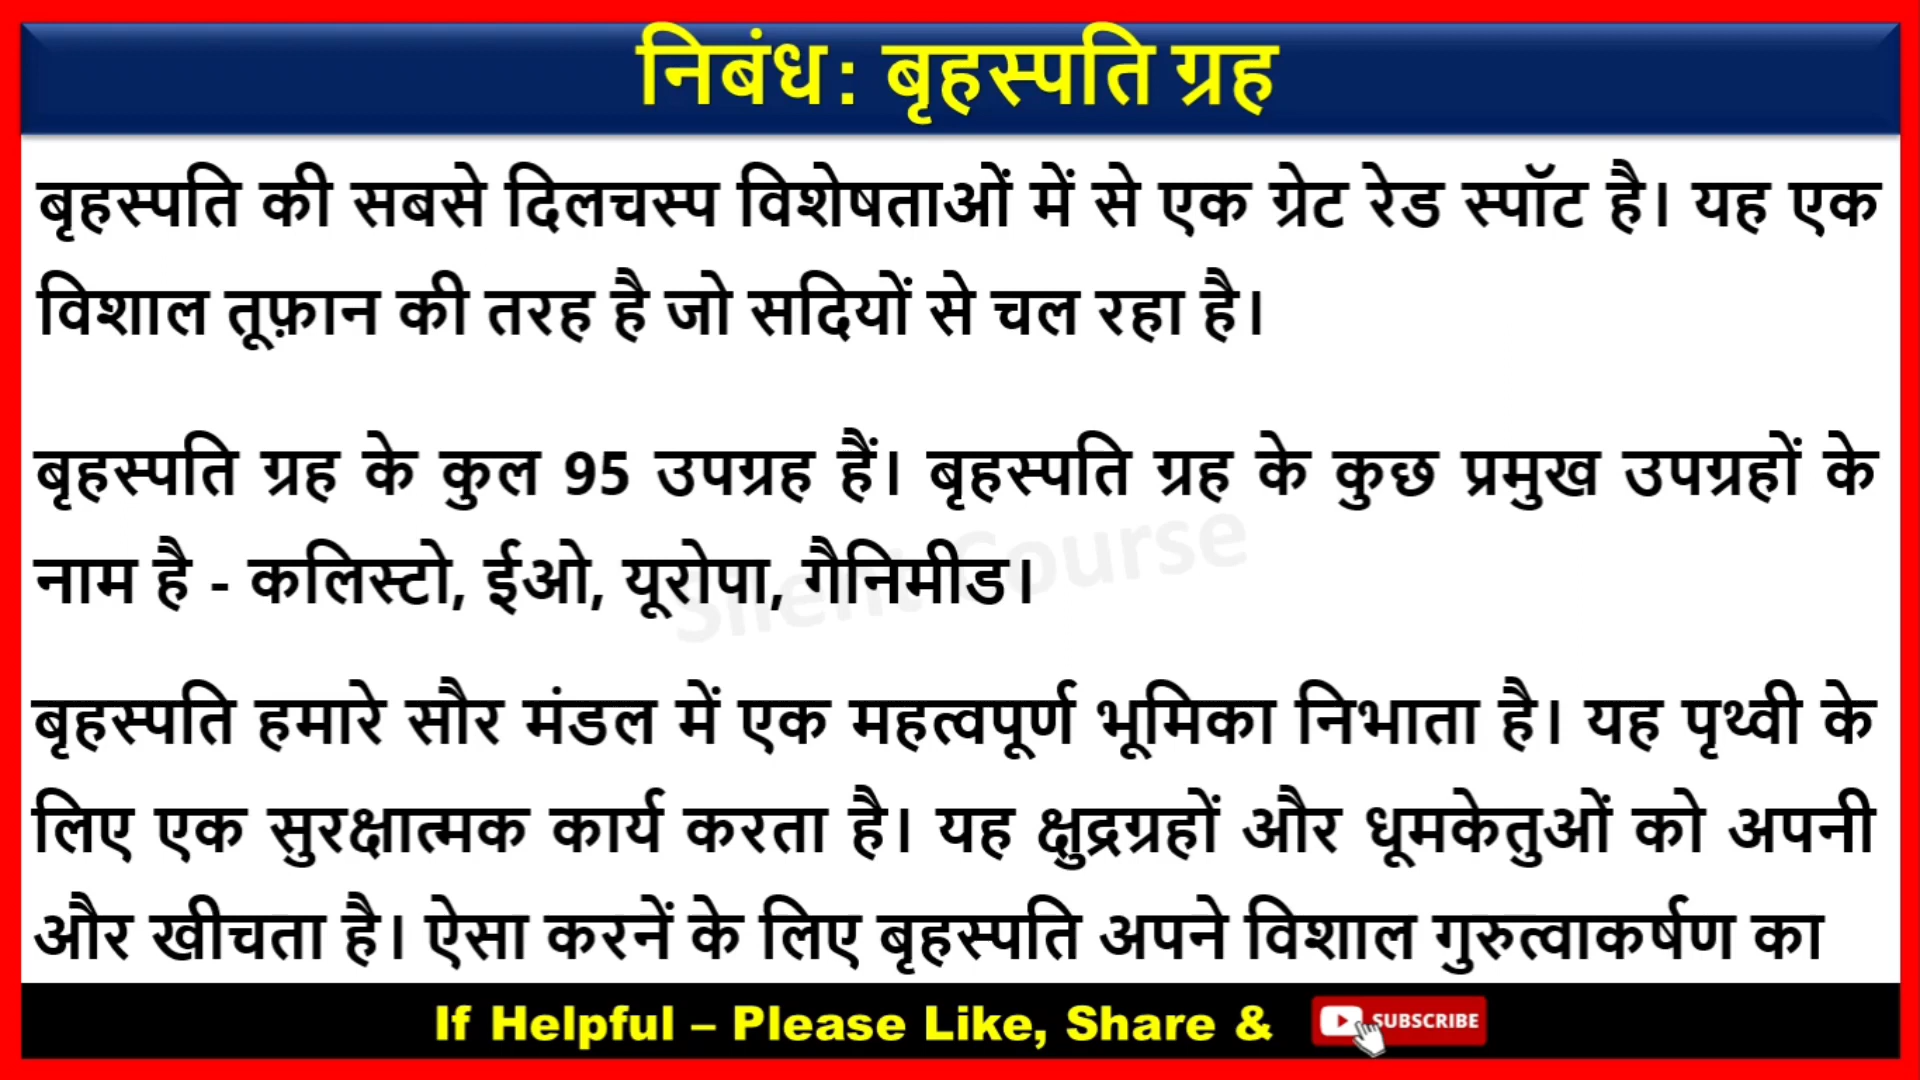 निबंध: बृहस्पति ग्रह
बृहस्पति की सबसे दिलचस्प विशेषताओं में से एक ग्रेट रेड स्पॉट है। यह एक
विशाल तूफ़ान की तरह है जो सदियों से चल रहा है।
बृहस्पति ग्रह के कुल 95 उपग्रह हैं। बृहस्पति ग्रह के कुछ प्रमुख उपग्रहों के
नाम है - कलिस्टो, ईओ, यूरोपा, गैनिमीड।
Silent Course
बृहस्पति हमारे सौर मंडल में एक महत्वपूर्ण भूमिका निभाता है। यह पृथ्वी के
लिए एक सुरक्षात्मक कार्य करता है। यह क्षुद्रग्रहों और धूमकेतुओं को अपनी
और खीचता है। ऐसा करनें के लिए बृहस्पति अपने विशाल गुरुत्वाकर्षण का
If Helpful – Please Like, Share & SUBSCRIBE